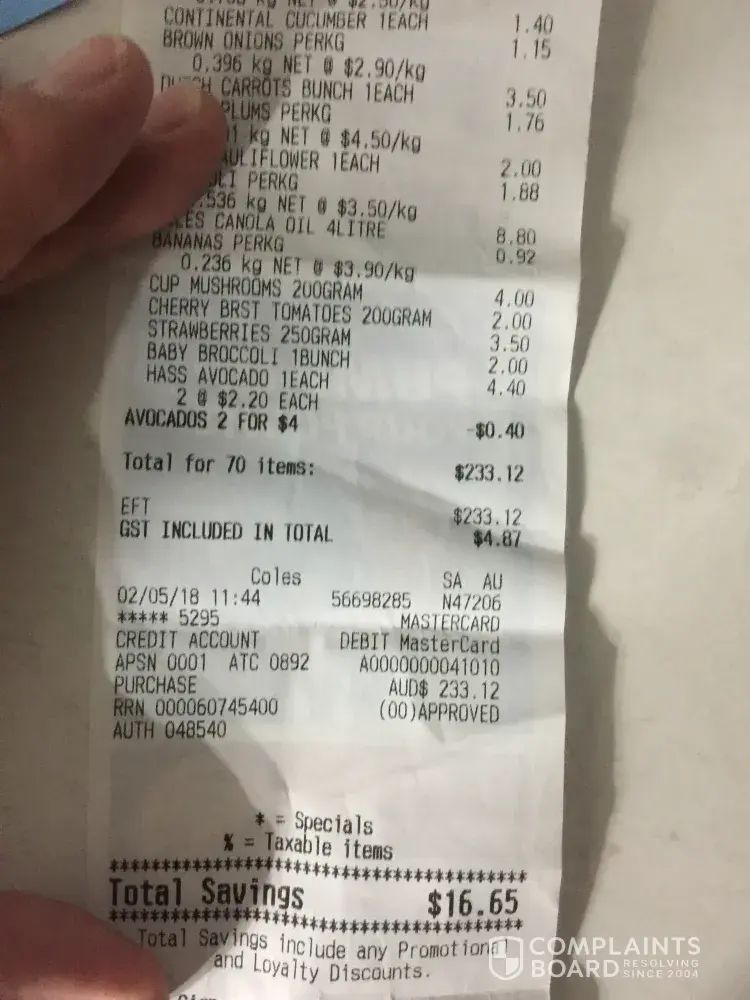 NET @ $2.50/kg
CONTINENTAL CUCUMBER 1EACH 1.40
BROWN ONIONS PERKG 1.15
0.396 kg NET @ $2.90/kg
CARROTS BUNCH 1EACH 3.50
PLUMS PERKG 1.76
kg NET @ $4.50/kg
1EACH 2.00
PERKG 1.88
.536 kg NET @ $3.50/kg
CANOLA OIL 4LITRE 8.80
BANANAS PERKG 0.92
0.236 kg NET @ $3.90/kg
CUP MUSHROOMS 200GRAM 4.00
CHERRY BRST TOMATOES 200GRAM 2.00
STRAWBERRIES 250GRAM 3.50
BABY BROCCOLI 1BUNCH 2.00
HASS AVOCADO 1EACH 4.40
2 @ $2.20 EACH
AVOCADOS 2 FOR $4 -$0.40
Total for 70 items: $233.12
EFT $233.12
GST INCLUDED IN TOTAL $4.87
Coles SA AU
02/05/18 11:44 56698285 N47206
***** 5295 MASTERCARD
CREDIT ACCOUNT DEBIT MasterCard
APSN 0001 ATC 0892 A0000000041010
PURCHASE AUD$ 233.12
RRN 000060745400 (00)APPROVED
AUTH 048540
* = Specials
% = Taxable items
Total Savings $16.65
Total Savings include any Promotional
and Loyalty Discounts.
COMPLAINTS
BOARD RESOLVING SINCE 2004